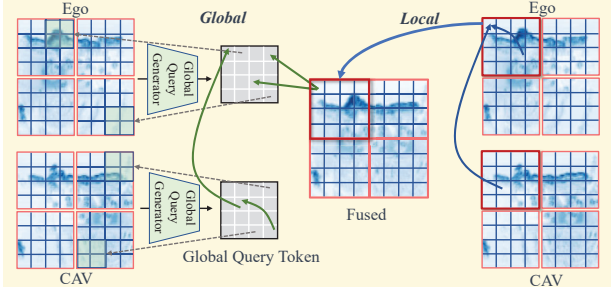 Ego
Global
Local
Ego
Global
Query
Generator
Global
Query
Generator
Fused
Global Query Token
CAV
CAV